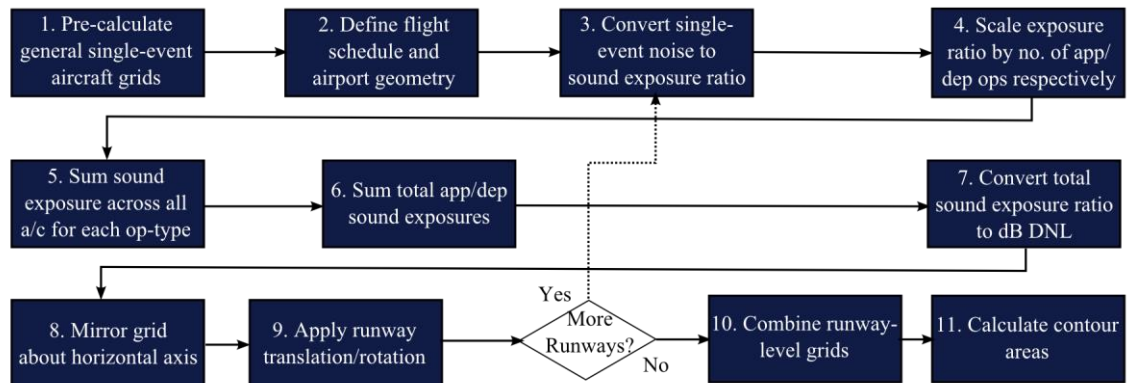 1. Pre-calculate
general single-event
aircraft grids
2. Define flight
schedule and
airport geometry
3. Convert single-
event noise to
sound exposure ratio
4. Scale exposure
ratio by no. of app/
dep ops respectively
5. Sum sound
exposure across all
a/c for each op-type
6. Sum total app/dep
sound exposures
7. Convert total
sound exposure ratio
to dB DNL
8. Mirror grid
about horizontal axis
9. Apply runway
translation/rotation
Yes
More
Runways?
No
10. Combine runway-
level grids
11. Calculate contour
areas